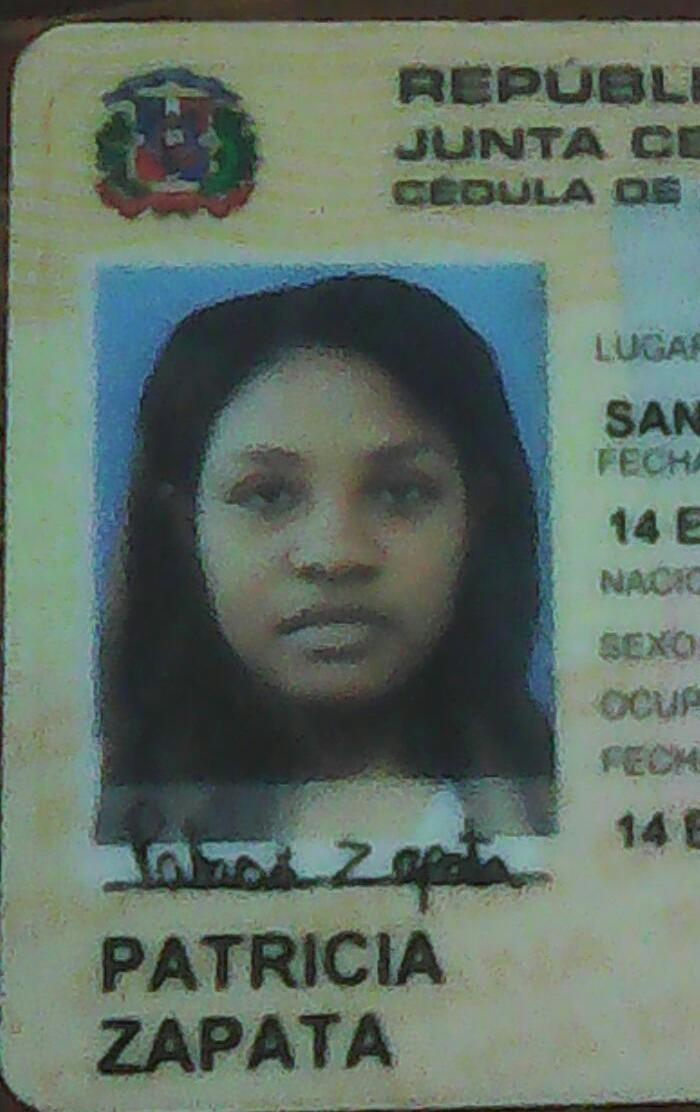 REPÚBLI
JUNTA CE
CÉDULA DE
LUGAR
SAN
FECHA
14 E
NACIO
SEXO
OCUP
FECHA
14 E
Patricia Zapata
PATRICIA
ZAPATA